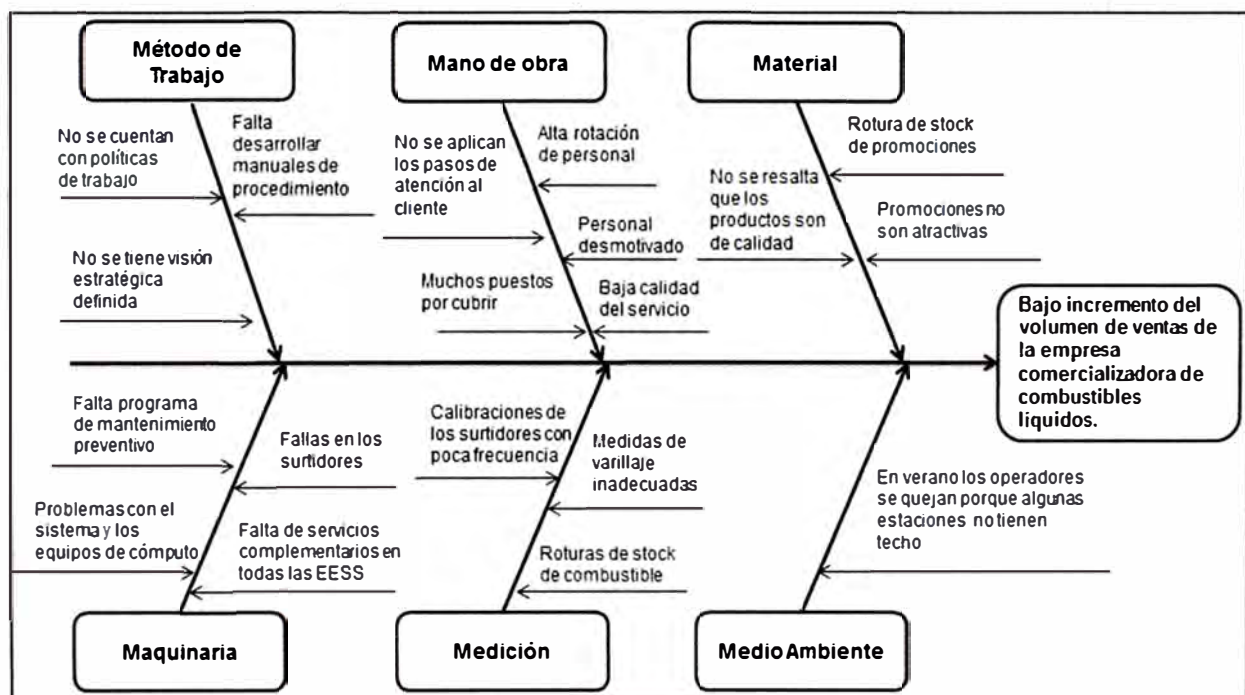 Método de
Trabajo
Mano de obra
Material
No se cuentan
con políticas
de trabajo
Falta
desarrollar
manuales de
procedimiento
No se tiene visión
estratégica
definida
No se aplican
los pasos de
atención al
cliente
Alta rotación
de personal
Personal
desmotivado
Muchos puestos
por cubrir
Baja calidad
del servicio
Rotura de stock
de promociones
No se resalta
que los
productos son
de calidad
Promociones no
son atractivas
Bajo incremento del
volumen de ventas de
la empresa
comercializadora de
combustibles
líquidos.
Falta programa
de mantenimiento
preventivo
Fallas en los
surtidores
Problemas con el
sistema y los
equipos de cómputo
Falta de servicios
complementarios en
todas las EESS
Calibraciones de
los surtidores con
poca frecuencia
Medidas de
varillaje
inadecuadas
Roturas de stock
de combustible
En verano los operadores
se quejan porque algunas
estaciones no tienen
techo
Maquinaria
Medición
Medio Ambiente